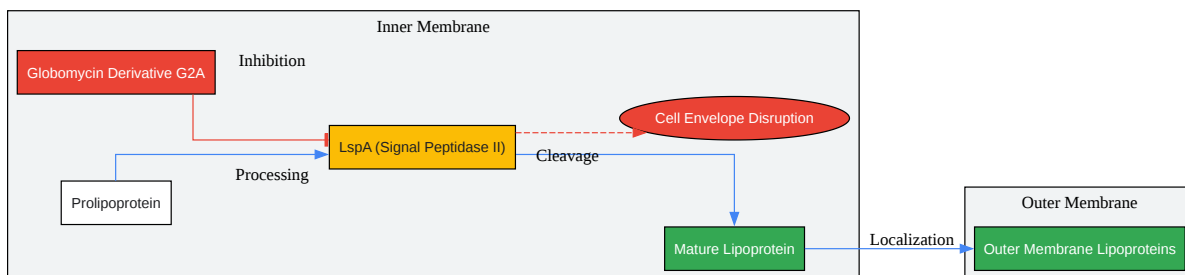 Inner Membrane
Globomycin Derivative G2A
Inhibition
Cell Envelope Disruption
LspA (Signal Peptidase II)
Cleavage
Processing
Prolipoprotein
Outer Membrane
Mature Lipoprotein
Localization
Outer Membrane Lipoproteins